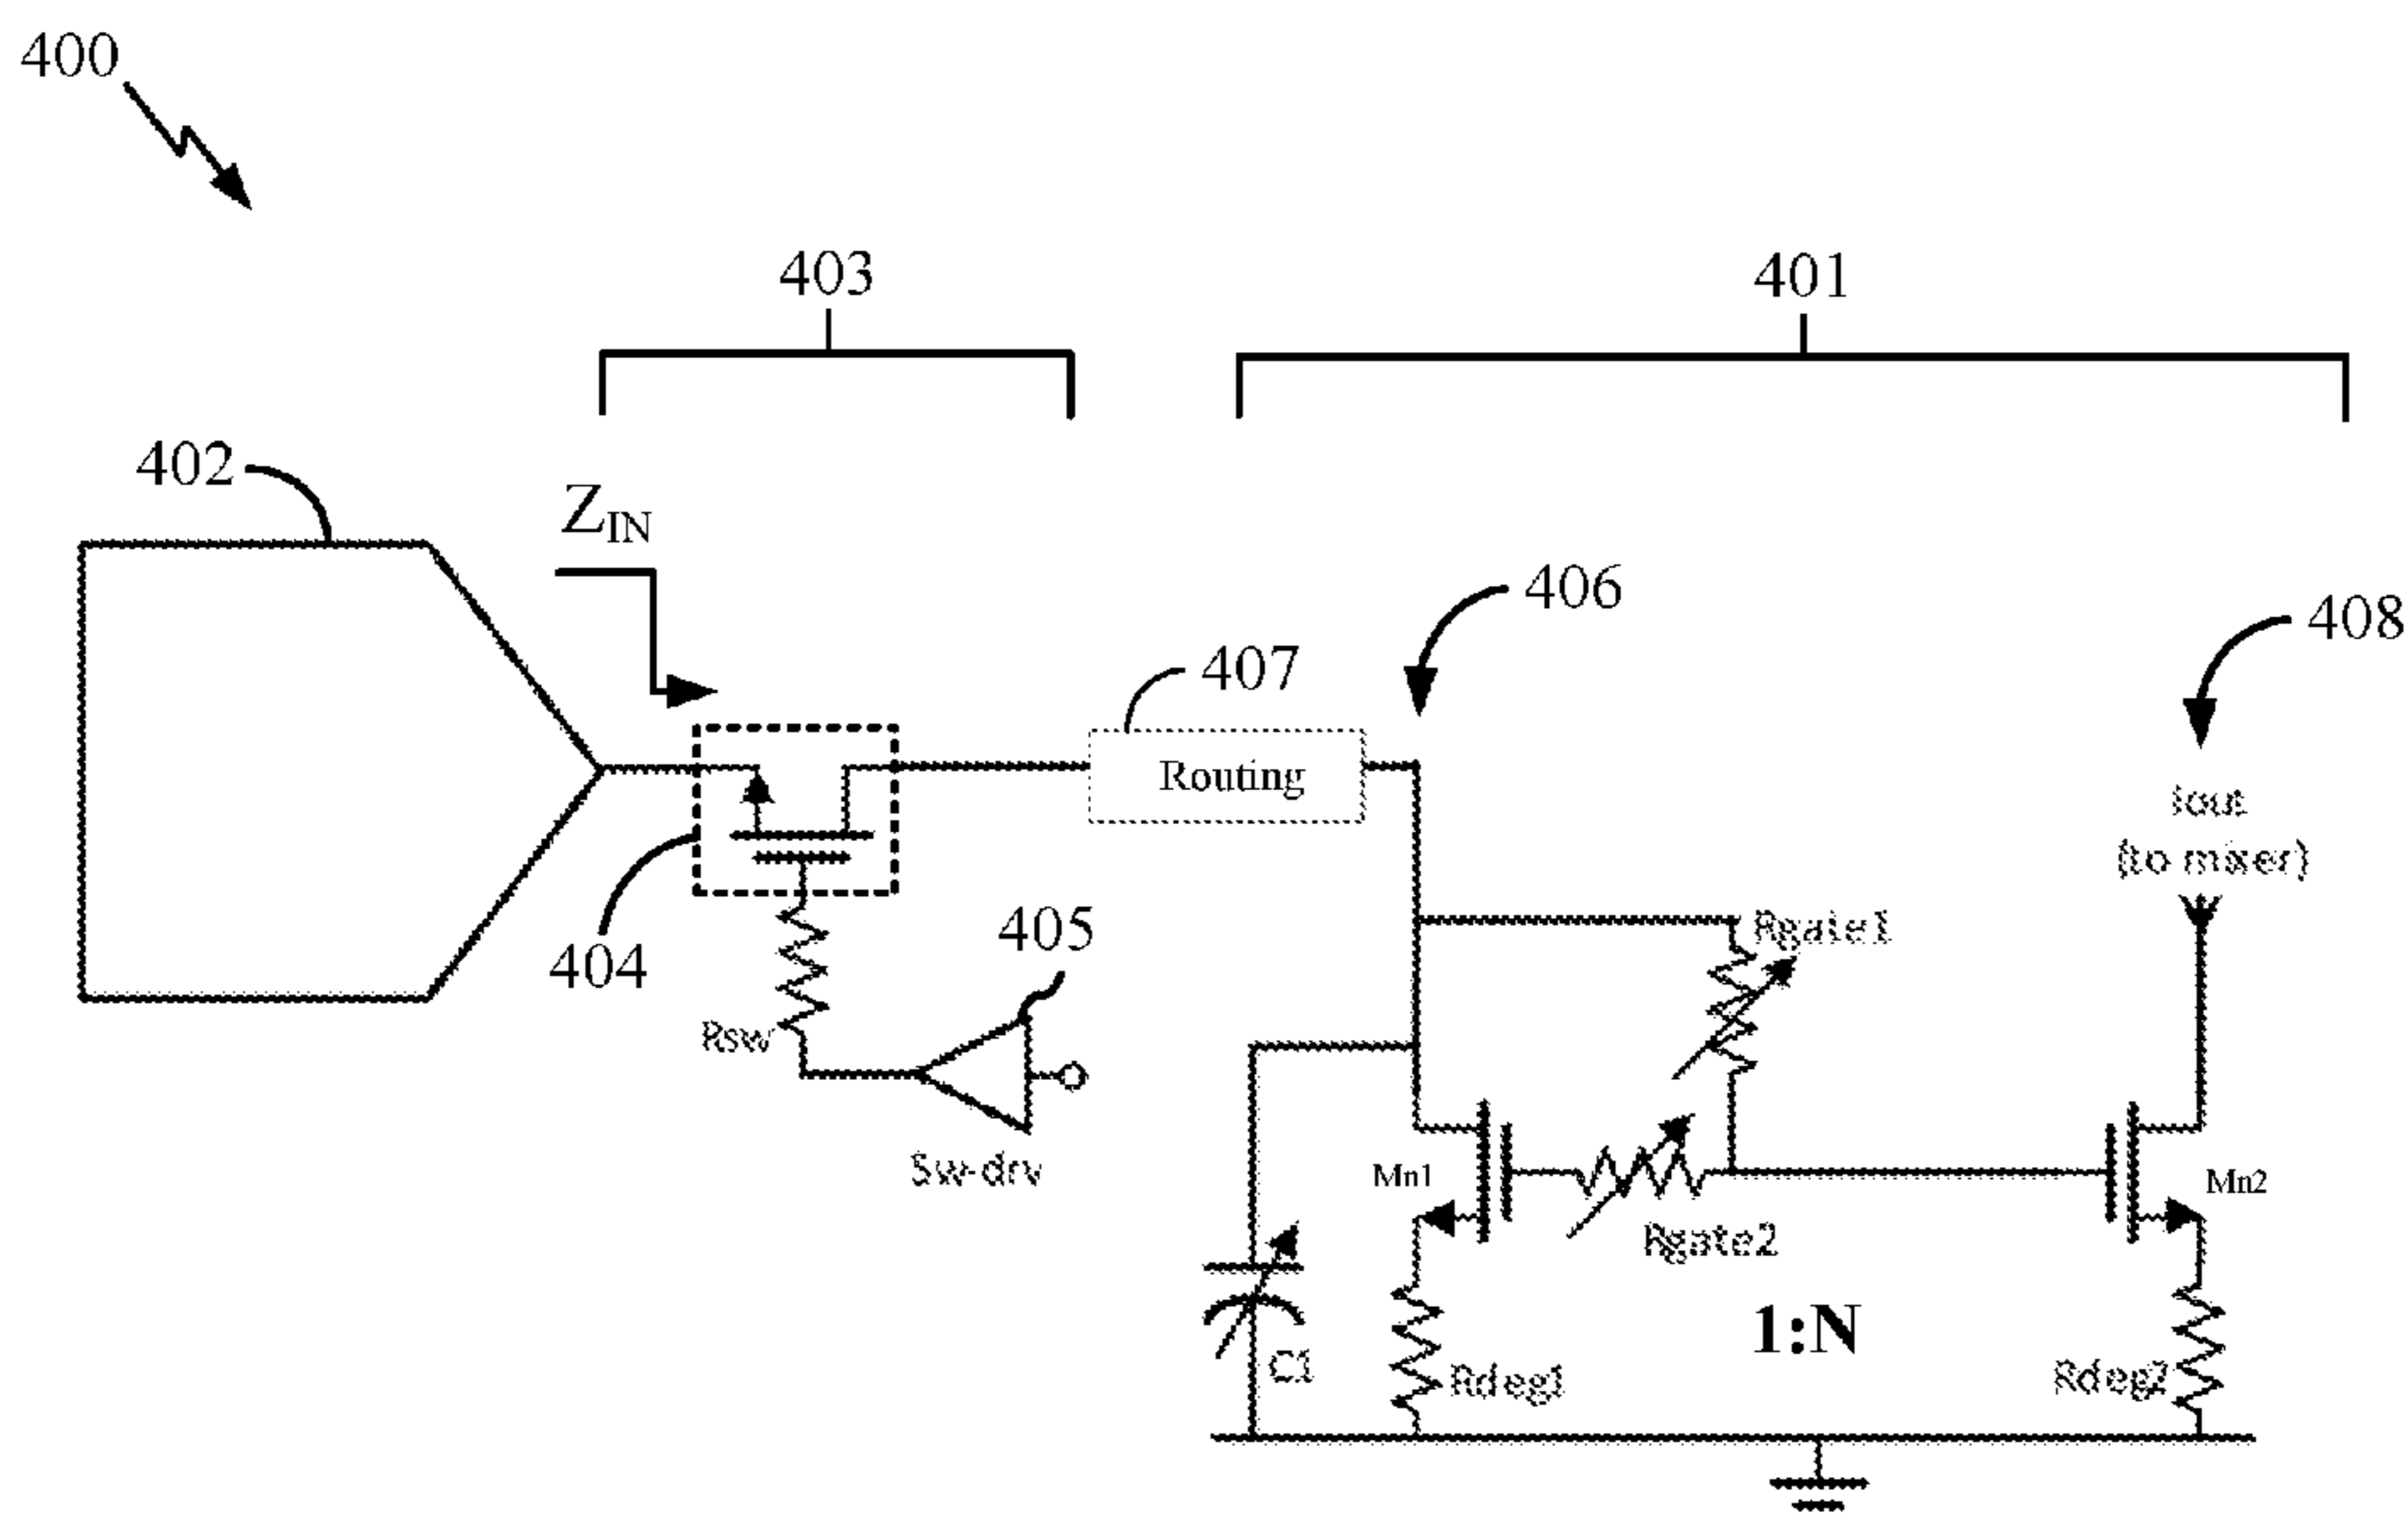 400
403
401
402
Z_IN
406
408
407
Routing
Iout
(to mixer)
Rgate1
405
404
Rsw
Sw-drv
Mn1
Mn2
Rgate2
1:N
C1
Rdeg1
Rdeg2